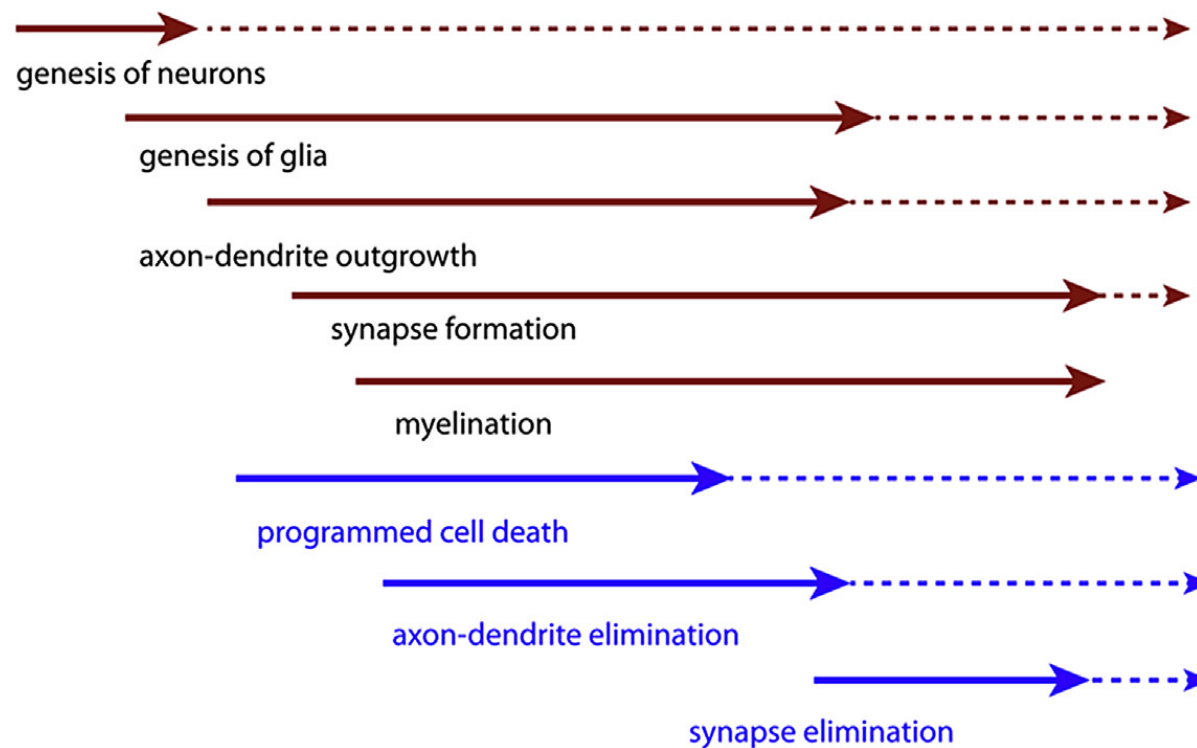 genesis of neurons
genesis of glia
axon-dendrite outgrowth
synapse formation
myelination
programmed cell death
axon-dendrite elimination
synapse elimination